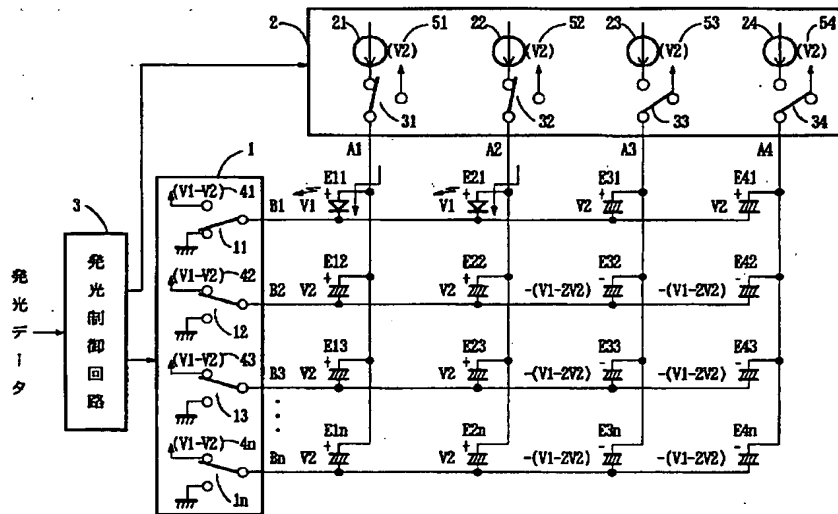 2 21 (V2) 51 22 (V2) 52 23 (V2) 53 24 (V2) 54
31 32 33 34
A1 A2 A3 A4
1
3
発光データ
発光制御回路
(V1-V2) 41 11 B1
E11 + V1 E21 + V1 E31 + V2 E41 + V2
(V1-V2) 42 12 B2
E12 + V2 E22 + V2 E32 - -(V1-2V2) E42 - -(V1-2V2)
(V1-V2) 43 13 B3
E13 + V2 E23 + V2 E33 - -(V1-2V2) E43 - -(V1-2V2)
(V1-V2) 4n 1n Bn
E1n + V2 E2n + V2 E3n - -(V1-2V2) E4n - -(V1-2V2)